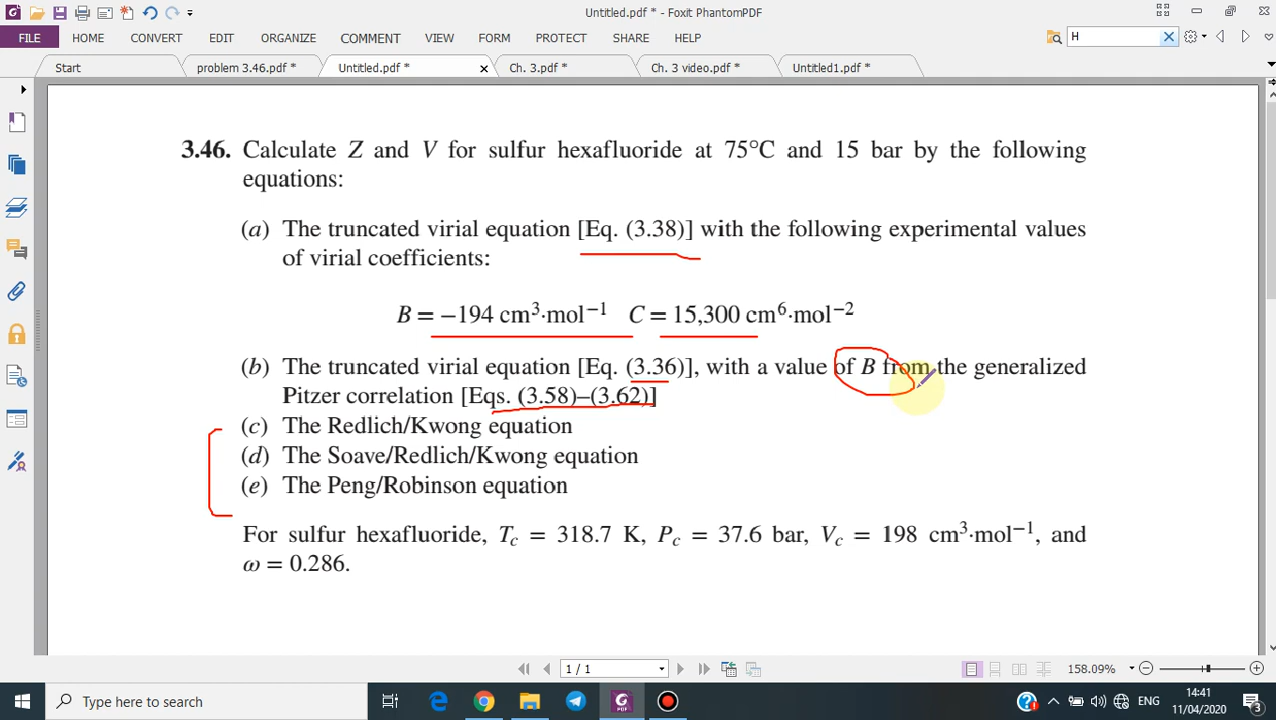 Untitled.pdf * - Foxit PhantomPDF
FILE HOME CONVERT EDIT ORGANIZE COMMENT VIEW FORM PROTECT SHARE HELP H
Start problem 3.46.pdf * Untitled.pdf * Ch. 3.pdf * Ch. 3 video.pdf * Untitled1.pdf *
3.46. Calculate Z and V for sulfur hexafluoride at 75°C and 15 bar by the following
equations:
(a) The truncated virial equation [Eq. (3.38)] with the following experimental values
of virial coefficients:
B = −194 cm³·mol⁻¹ C = 15,300 cm⁶·mol⁻²
(b) The truncated virial equation [Eq. (3.36)], with a value of B from the generalized
Pitzer correlation [Eqs. (3.58)–(3.62)]
(c) The Redlich/Kwong equation
(d) The Soave/Redlich/Kwong equation
(e) The Peng/Robinson equation
For sulfur hexafluoride, Tc = 318.7 K, Pc = 37.6 bar, Vc = 198 cm³·mol⁻¹, and
ω = 0.286.
1 / 1 158.09%
Type here to search
ENG
14:41
11/04/2020
3